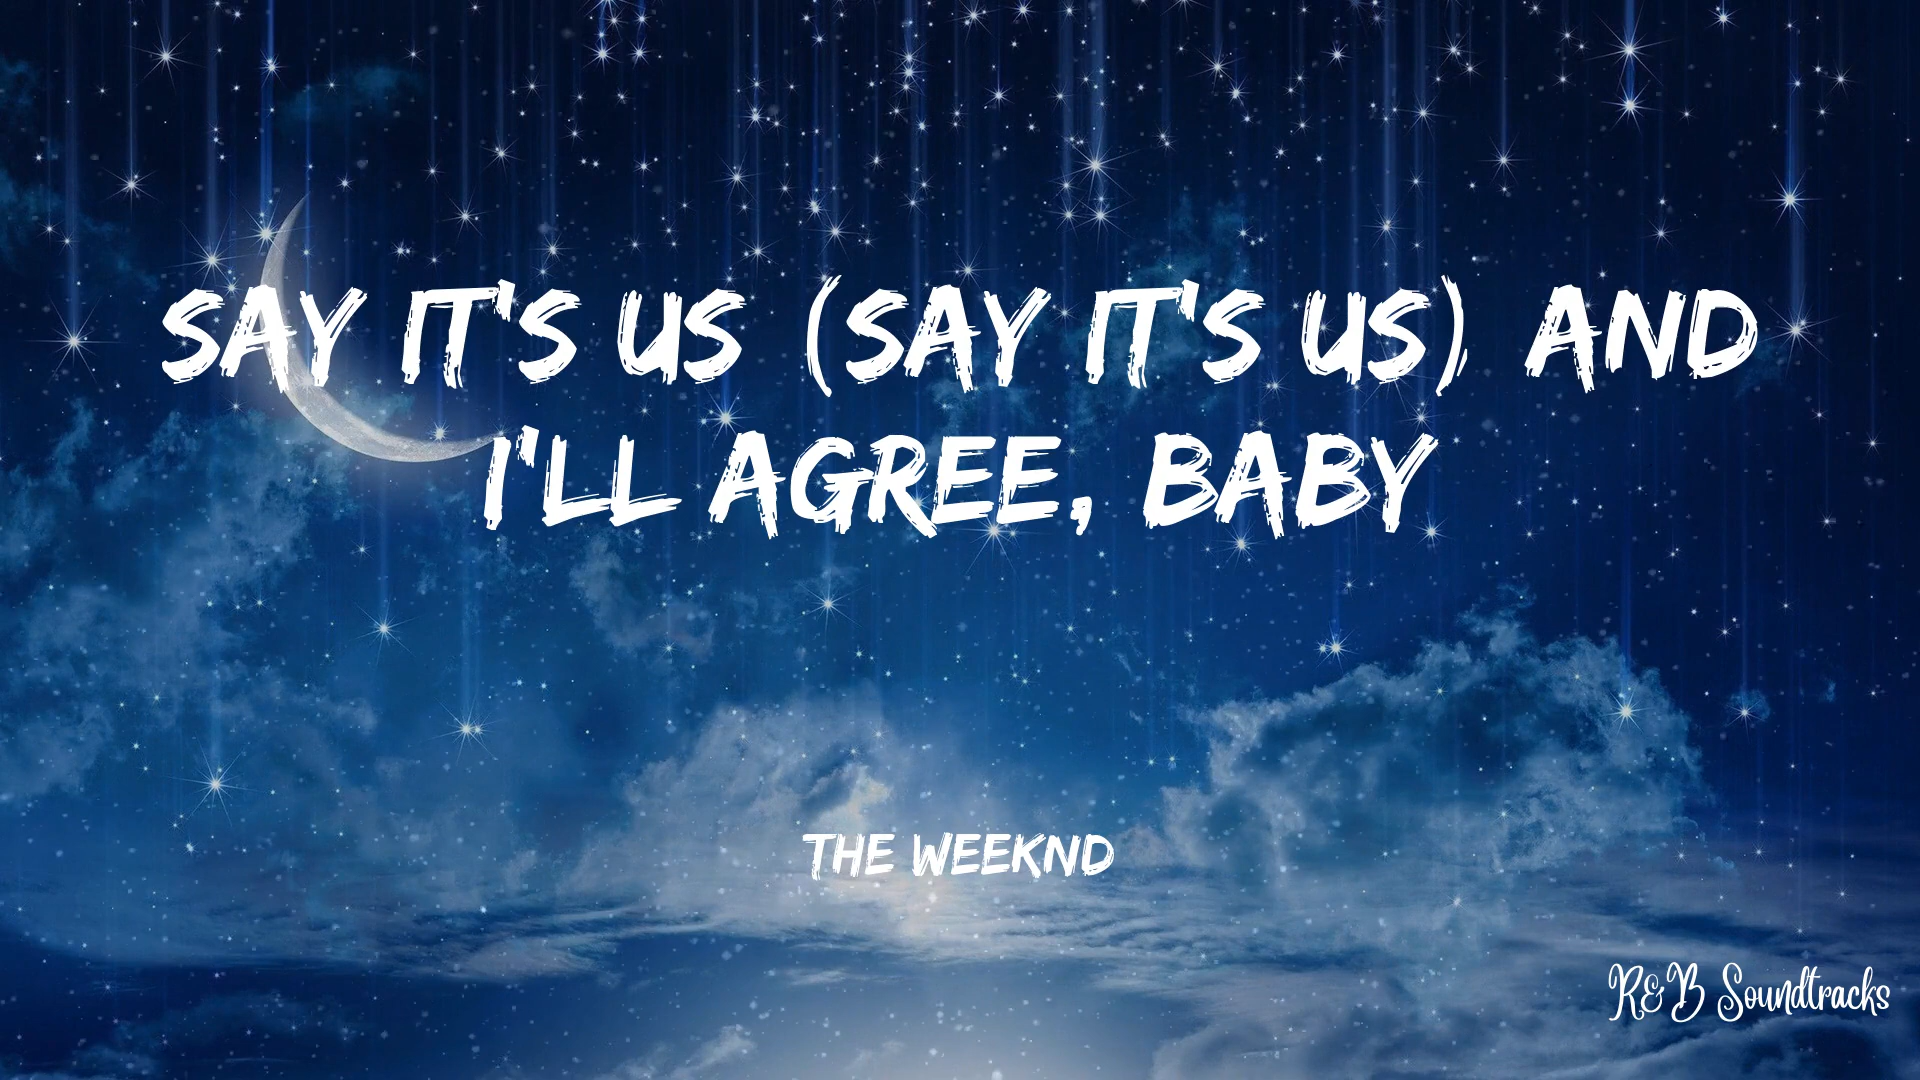 SAY IT'S US (SAY IT'S US) AND
I'LL AGREE, BABY
THE WEEKND
R&B Soundtracks